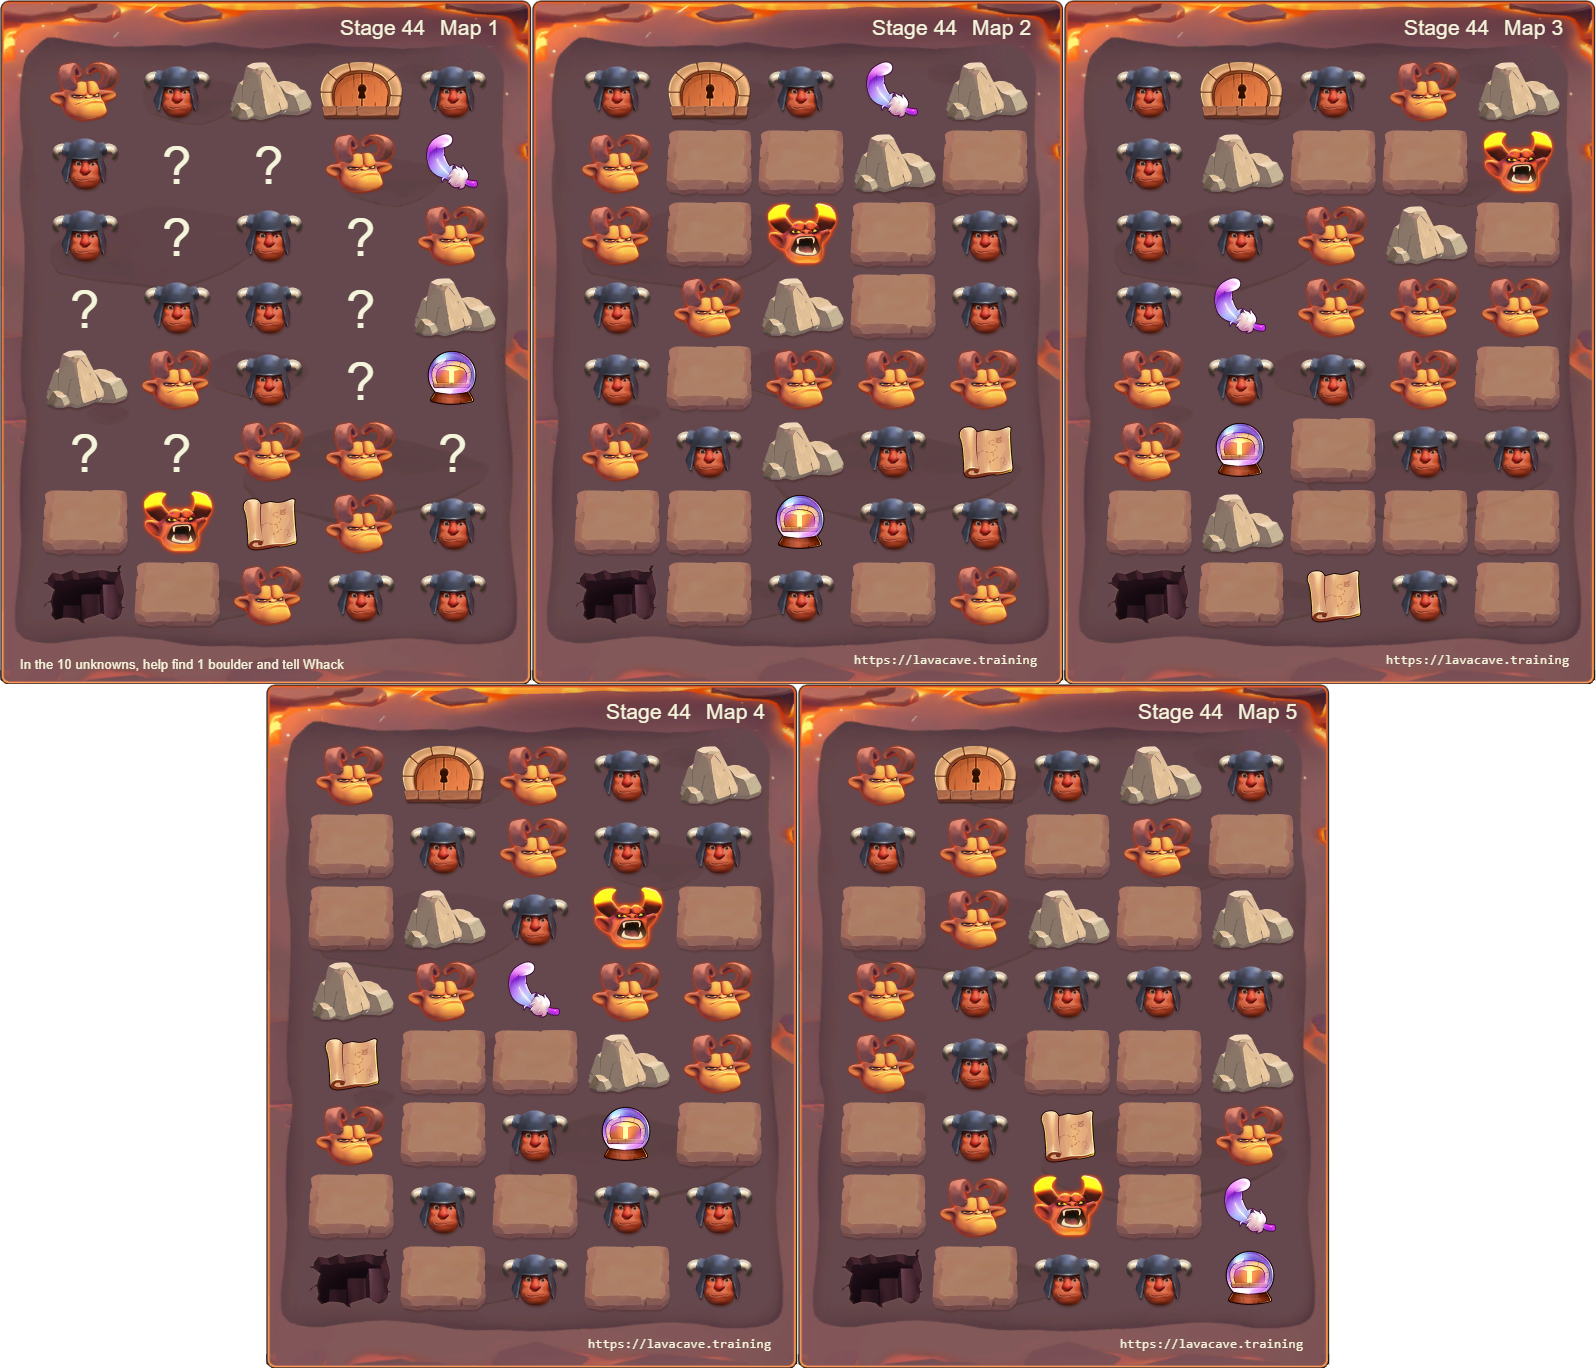 Stage 44 Map 1
? ?
? ?
? ?
?
? ? ?
In the 10 unknowns, help find 1 boulder and tell Whack
Stage 44 Map 2
https://lavacave.training
Stage 44 Map 3
https://lavacave.training
Stage 44 Map 4
https://lavacave.training
Stage 44 Map 5
https://lavacave.training